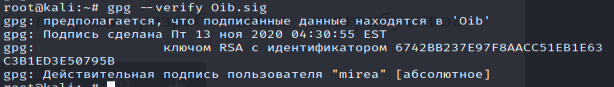 root@kali:~# gpg --verify Oib.sig
gpg: предполагается, что подписанные данные находятся в 'Oib'
gpg: Подпись сделана Пт 13 ноя 2020 04:30:55 EST
gpg: ключом RSA с идентификатором 6742BB237E97F8AACC51EB1E63
C3B1ED3E50795B
gpg: Действительная подпись пользователя "mirea" [абсолютное]
root@kali:~#